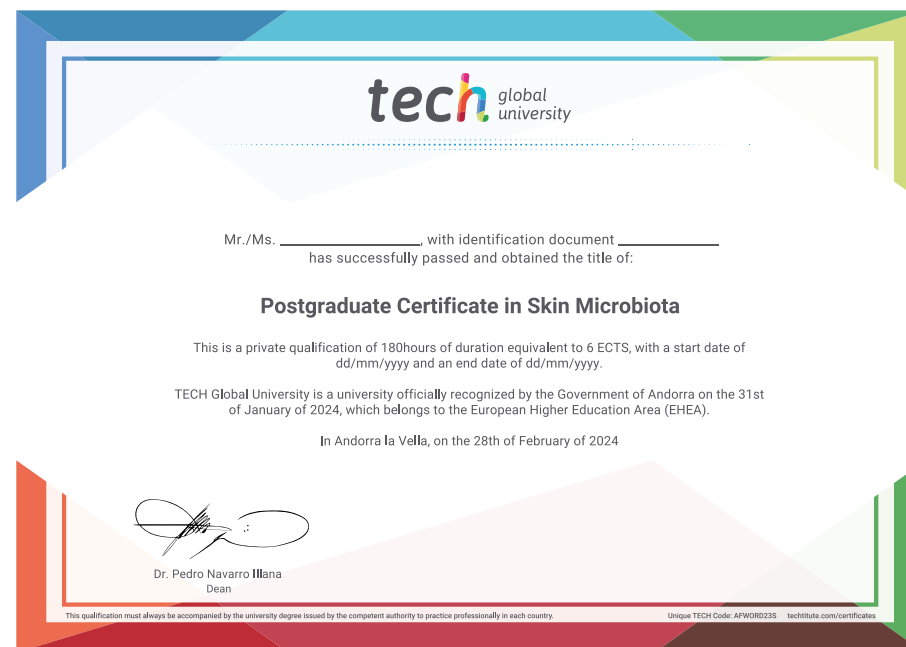 tech global
university
Mr./Ms. ____________________, with identification document ______________
has successfully passed and obtained the title of:
Postgraduate Certificate in Skin Microbiota
This is a private qualification of 180hours of duration equivalent to 6 ECTS, with a start date of
dd/mm/yyyy and an end date of dd/mm/yyyy.
TECH Global University is a university officially recognized by the Government of Andorra on the 31st
of January of 2024, which belongs to the European Higher Education Area (EHEA).
In Andorra la Vella, on the 28th of February of 2024
Dr. Pedro Navarro Illana
Dean
This qualification must always be accompanied by the university degree issued by the competent authority to practice professionally in each country. Unique TECH Code: AFWORD23S techtitute.com/certificates